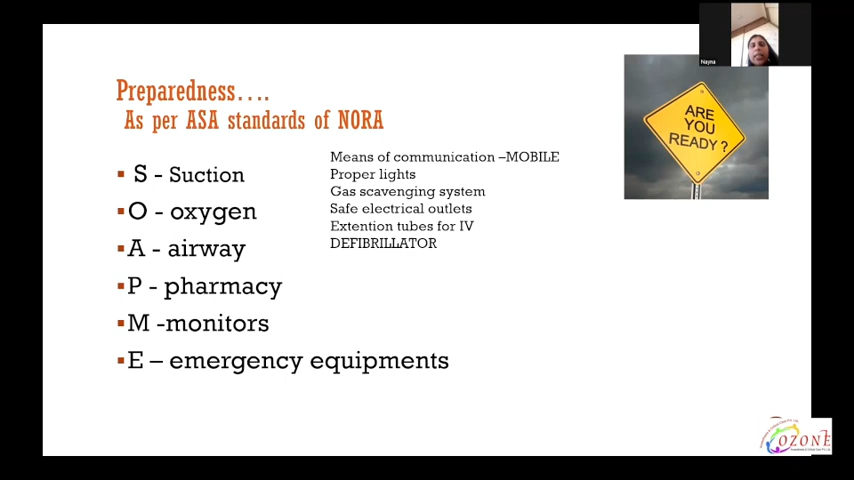 Nayna
Preparedness....
As per ASA standards of NORA
▪ S - Suction
▪ O - oxygen
▪ A - airway
▪ P - pharmacy
▪ M -monitors
▪ E – emergency equipments
Means of communication –MOBILE
Proper lights
Gas scavenging system
Safe electrical outlets
Extention tubes for IV
DEFIBRILLATOR
ARE
YOU
READY ?
OZONE